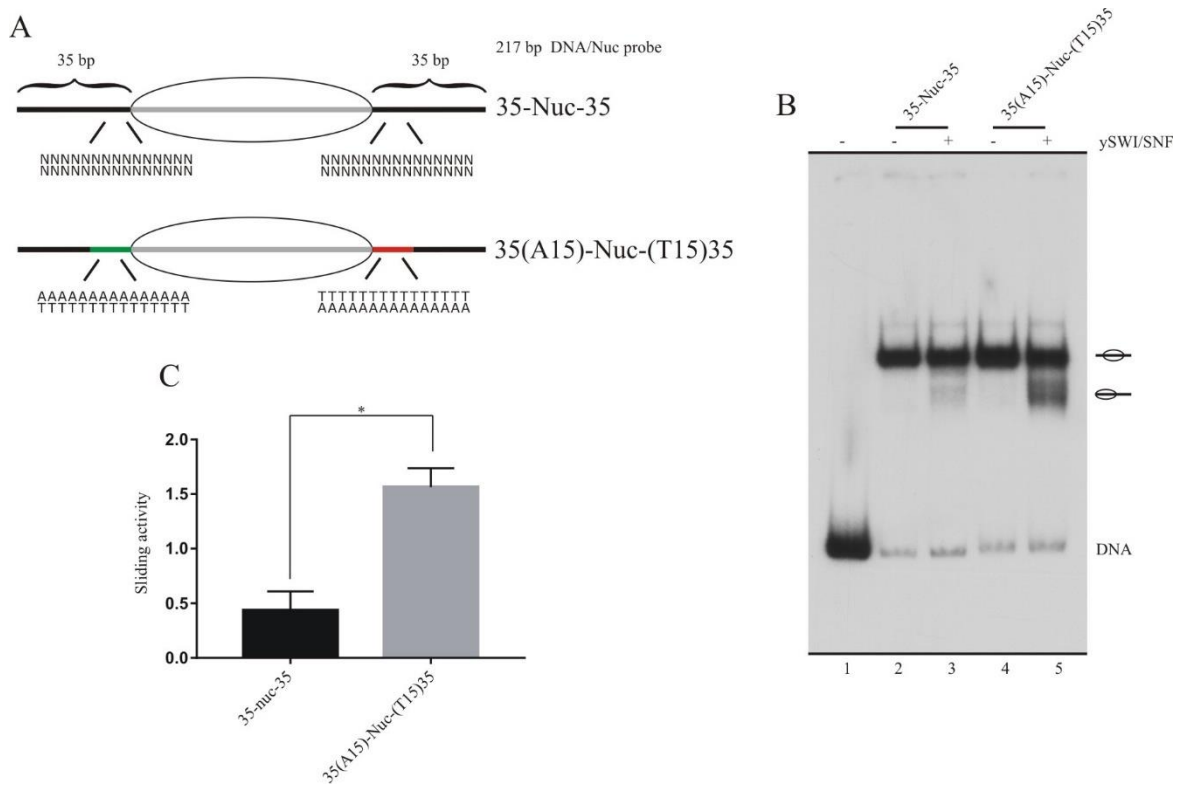 A
35 bp
35 bp
217 bp DNA/Nuc probe
35-Nuc-35
NNNNNNNNNNNNNNN
NNNNNNNNNNNNNNN
NNNNNNNNNNNNNNN
NNNNNNNNNNNNNNN
35(A15)-Nuc-(T15)35
AAAAAAAAAAAAAAA
TTTTTTTTTTTTTTT
TTTTTTTTTTTTTTT
AAAAAAAAAAAAAAA
B
35-Nuc-35
35(A15)-Nuc-(T15)35
- - + - + ySWI/SNF
DNA
1 2 3 4 5
C
*
Sliding activity
2.0
1.5
1.0
0.5
0.0
35-nuc-35
35(A15)-Nuc-(T15)35